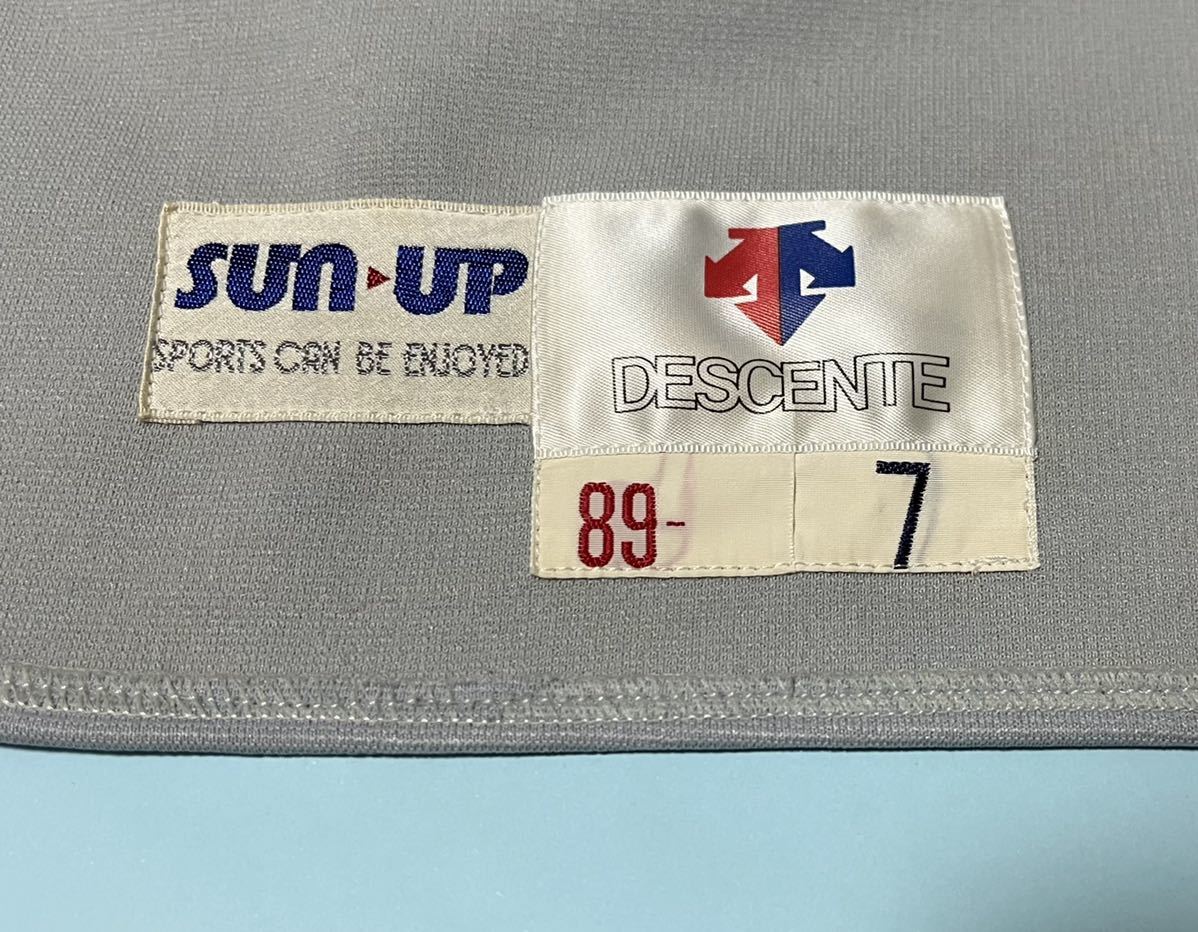 SUN▸UP
SPORTS CAN BE ENJOYED
DESCENTE
89- 7